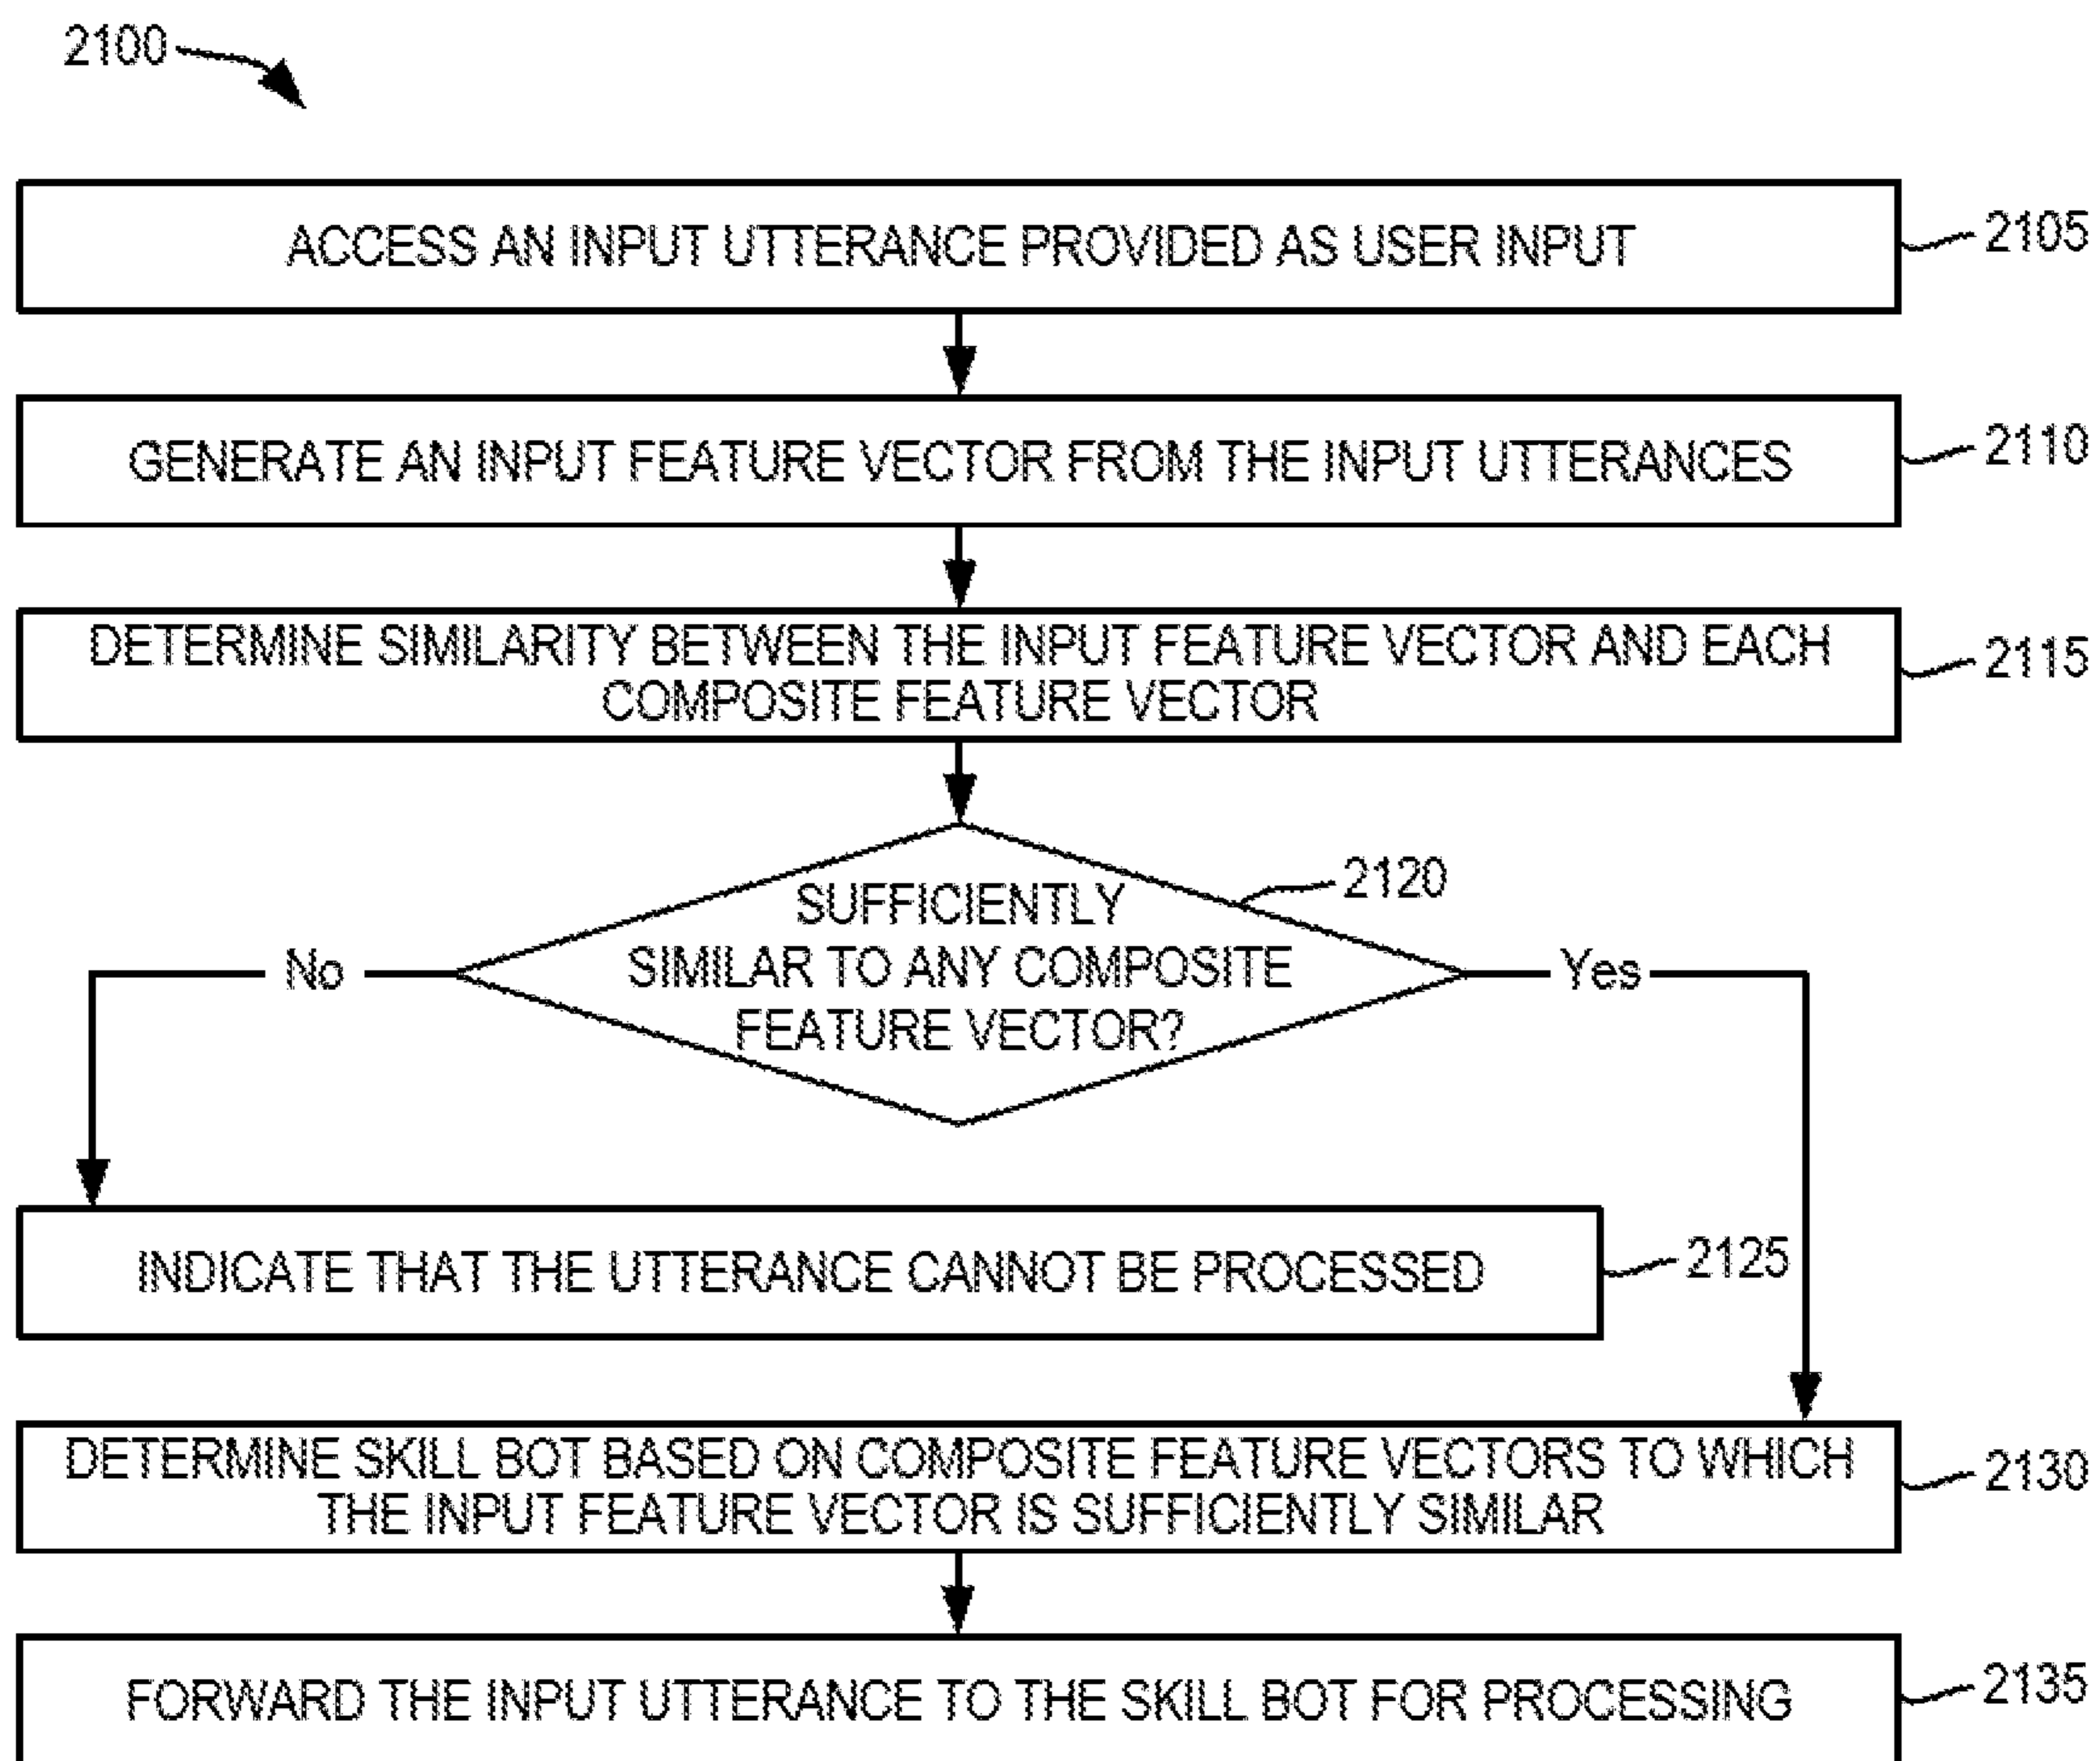 2100
ACCESS AN INPUT UTTERANCE PROVIDED AS USER INPUT
2105
GENERATE AN INPUT FEATURE VECTOR FROM THE INPUT UTTERANCES
2110
DETERMINE SIMILARITY BETWEEN THE INPUT FEATURE VECTOR AND EACH
COMPOSITE FEATURE VECTOR
2115
SUFFICIENTLY
SIMILAR TO ANY COMPOSITE
FEATURE VECTOR?
2120
No
Yes
INDICATE THAT THE UTTERANCE CANNOT BE PROCESSED
2125
DETERMINE SKILL BOT BASED ON COMPOSITE FEATURE VECTORS TO WHICH
THE INPUT FEATURE VECTOR IS SUFFICIENTLY SIMILAR
2130
FORWARD THE INPUT UTTERANCE TO THE SKILL BOT FOR PROCESSING
2135